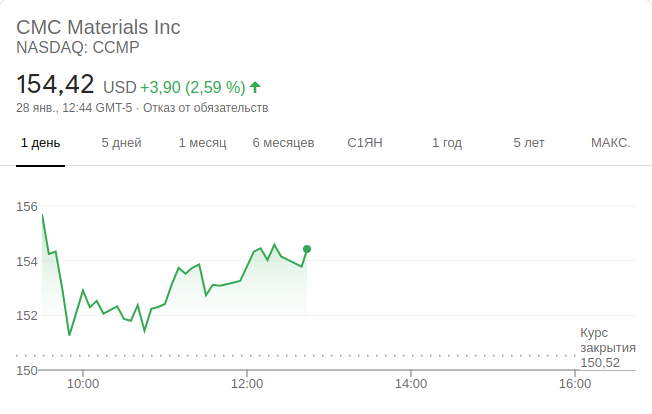 CMC Materials Inc
NASDAQ: CCMP
154,42 USD +3,90 (2,59 %)
28 янв., 12:44 GMT-5 · Отказ от обязательств
1 день 5 дней 1 месяц 6 месяцев С1ЯН 1 год 5 лет МАКС.
156
154
152
Курс
закрытия
150,52
150
10:00 12:00 14:00 16:00